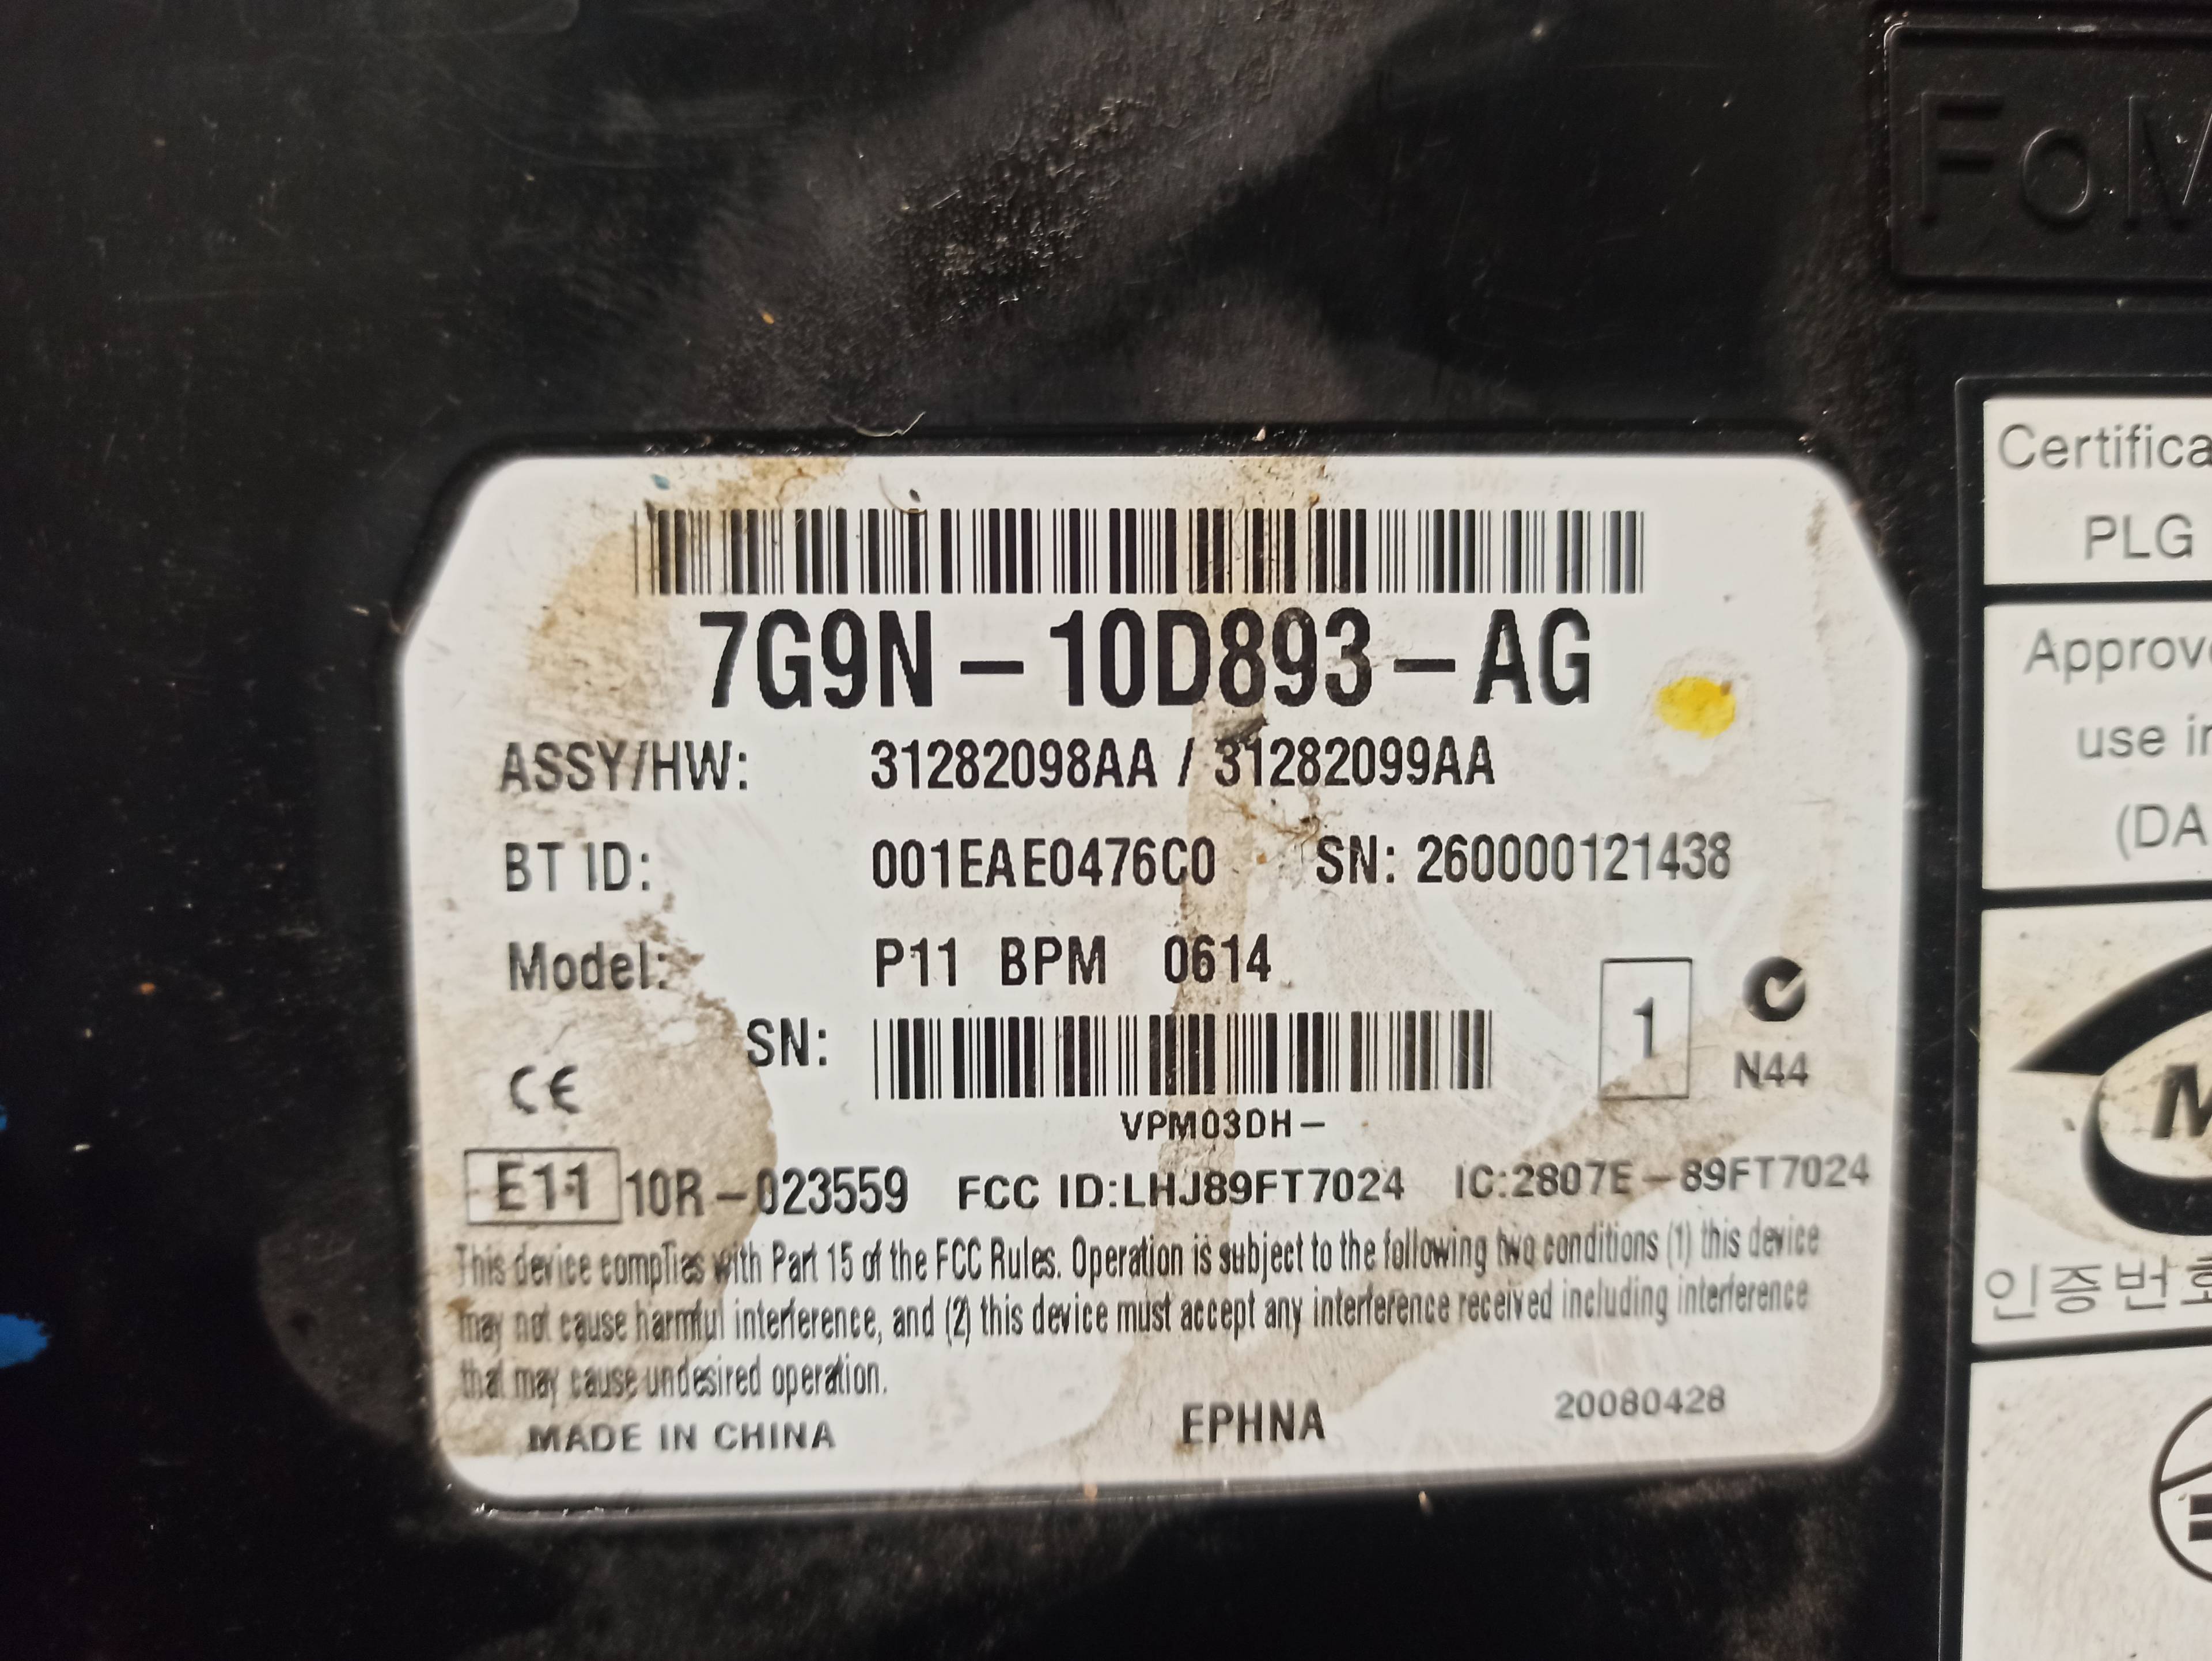 FoM
7G9N-10D893-AG
ASSY/HW: 31282098AA / 31282099AA
BT ID: 001EAE0476C0 SN: 260000121438
Model: P11 BPM 0614
SN:
1
N44
VPM03DH-
CE
E11 10R-023559 FCC ID:LHJ89FT7024 IC:2807E-89FT7024
This device complies with Part 15 of the FCC Rules. Operation is subject to the following two conditions (1) this device
may not cause harmful interference, and (2) this device must accept any interference received including interference
that may cause undesired operation.
MADE IN CHINA EPHNA 20080428
Certifica
PLG
Approve
use in
(DA
M
인증번호